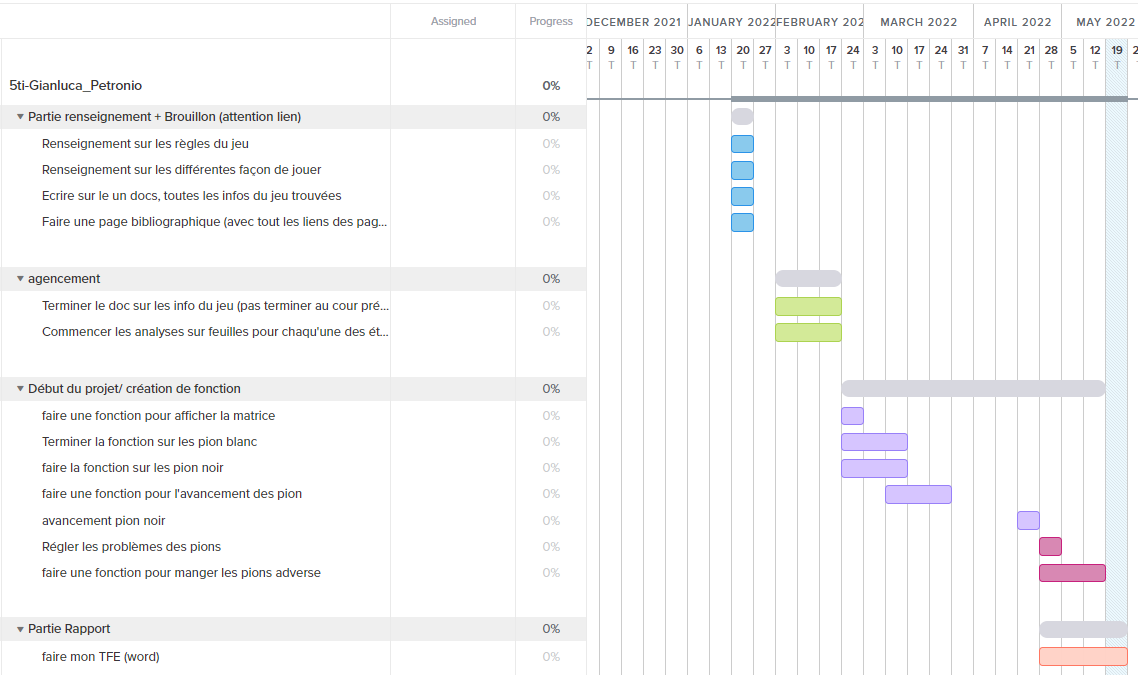 Assigned Progress DECEMBER 2021 JANUARY 2022 FEBRUARY 202 MARCH 2022 APRIL 2022 MAY 2022
2 9 16 23 30 6 13 20 27 3 10 17 24 3 10 17 24 31 7 14 21 28 5 12 19 2
T T T T T T T T T T T T T T T T T T T T T T T T T
5ti-Gianluca_Petronio 0%
Partie renseignement + Brouillon (attention lien) 0%
Renseignement sur les règles du jeu 0%
Renseignement sur les différentes façon de jouer 0%
Ecrire sur le un docs, toutes les infos du jeu trouvées 0%
Faire une page bibliographique (avec tout les liens des pag... 0%
agencement 0%
Terminer le doc sur les info du jeu (pas terminer au cour pré... 0%
Commencer les analyses sur feuilles pour chaqu'une des ét... 0%
Début du projet/ création de fonction 0%
faire une fonction pour afficher la matrice 0%
Terminer la fonction sur les pion blanc 0%
faire la fonction sur les pion noir 0%
faire une fonction pour l'avancement des pion 0%
avancement pion noir 0%
Régler les problèmes des pions 0%
faire une fonction pour manger les pions adverse 0%
Partie Rapport 0%
faire mon TFE (word) 0%